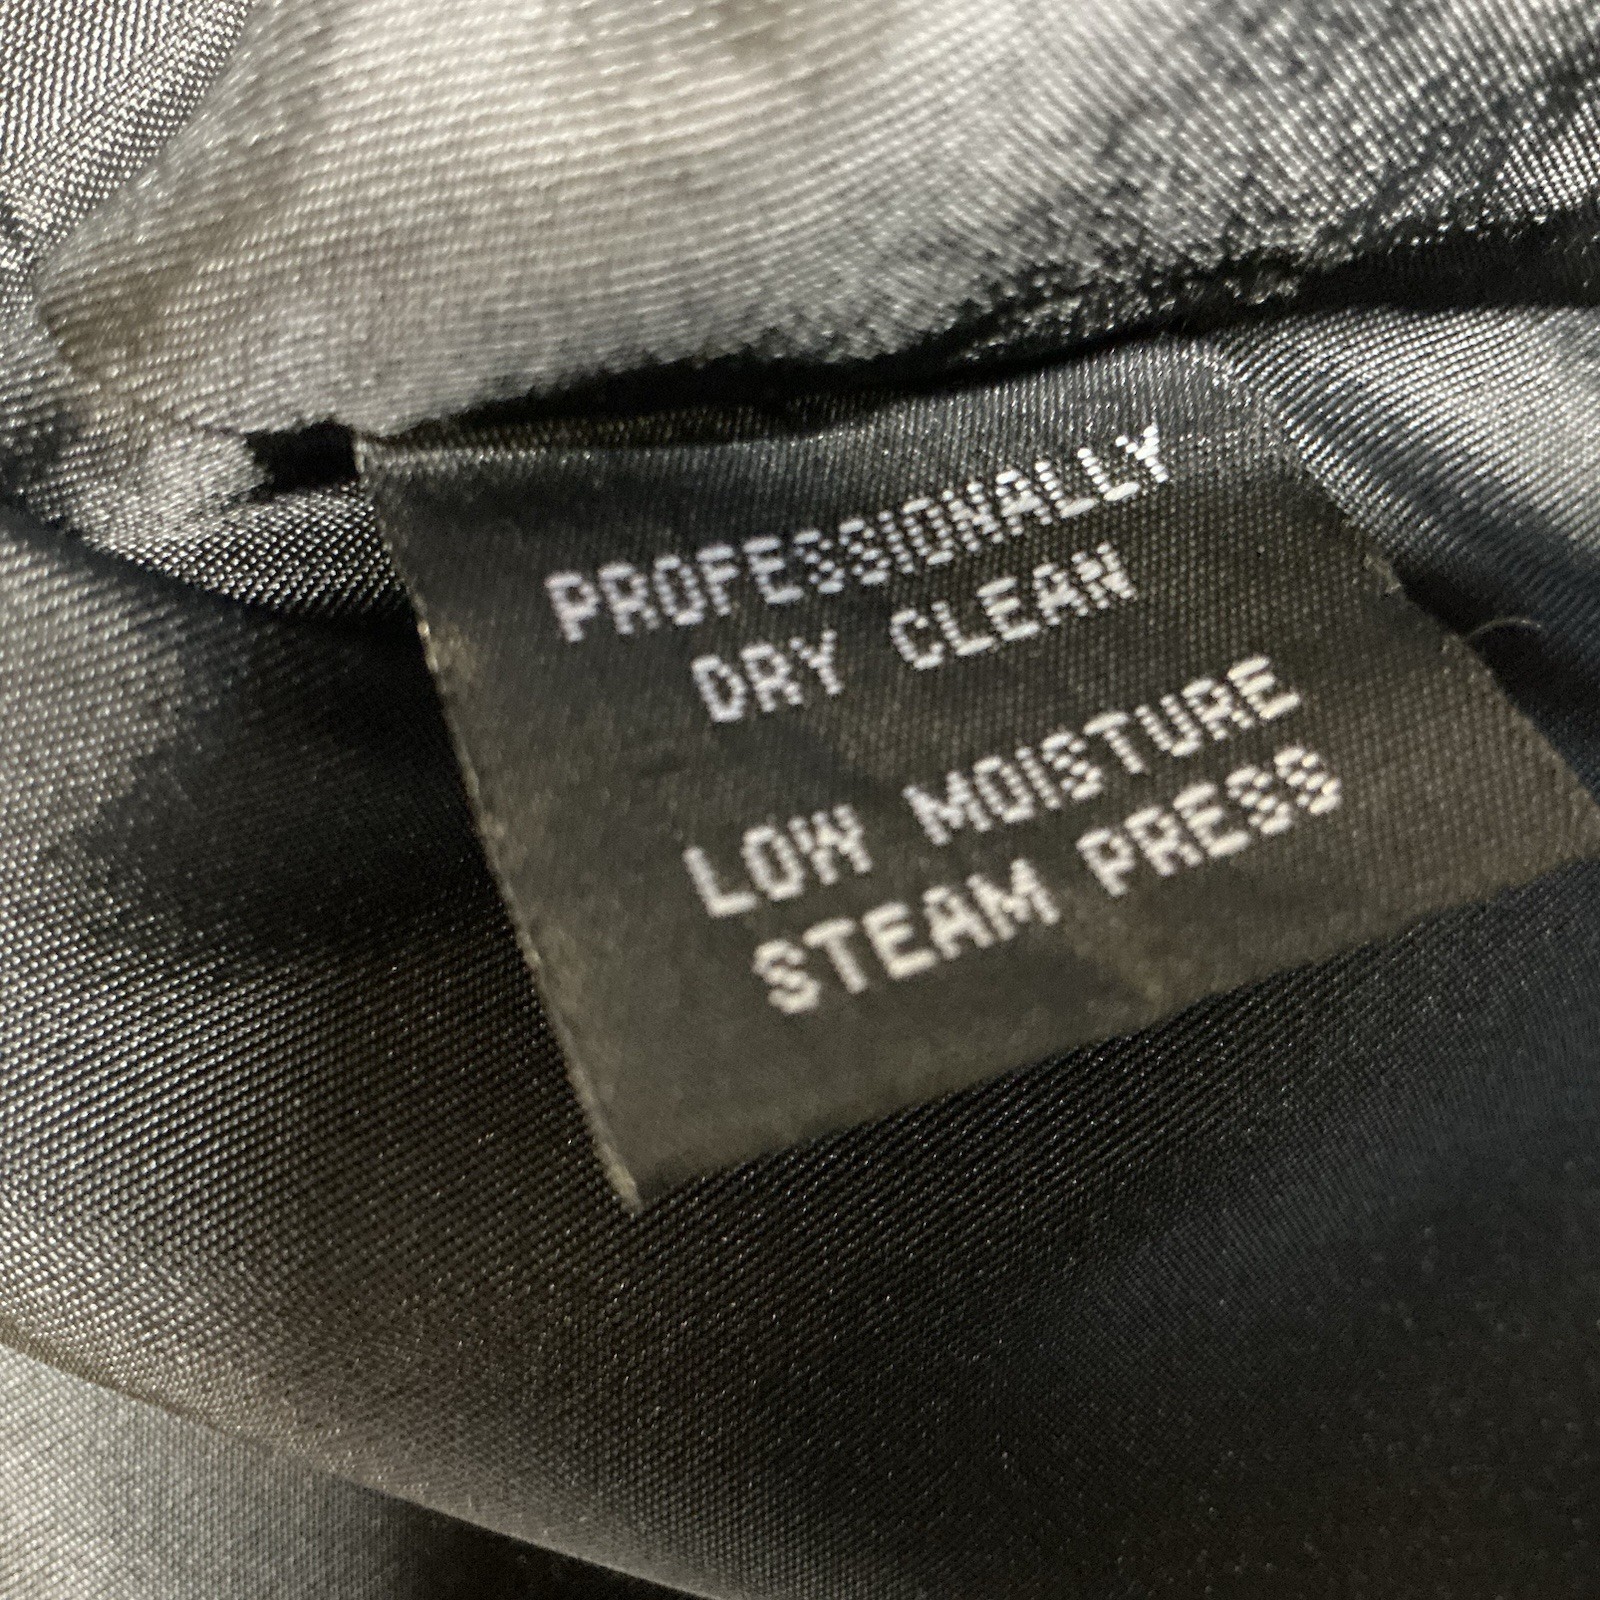 PROFESSIONALLY
DRY CLEAN
LOW MOISTURE
STEAM PRESS